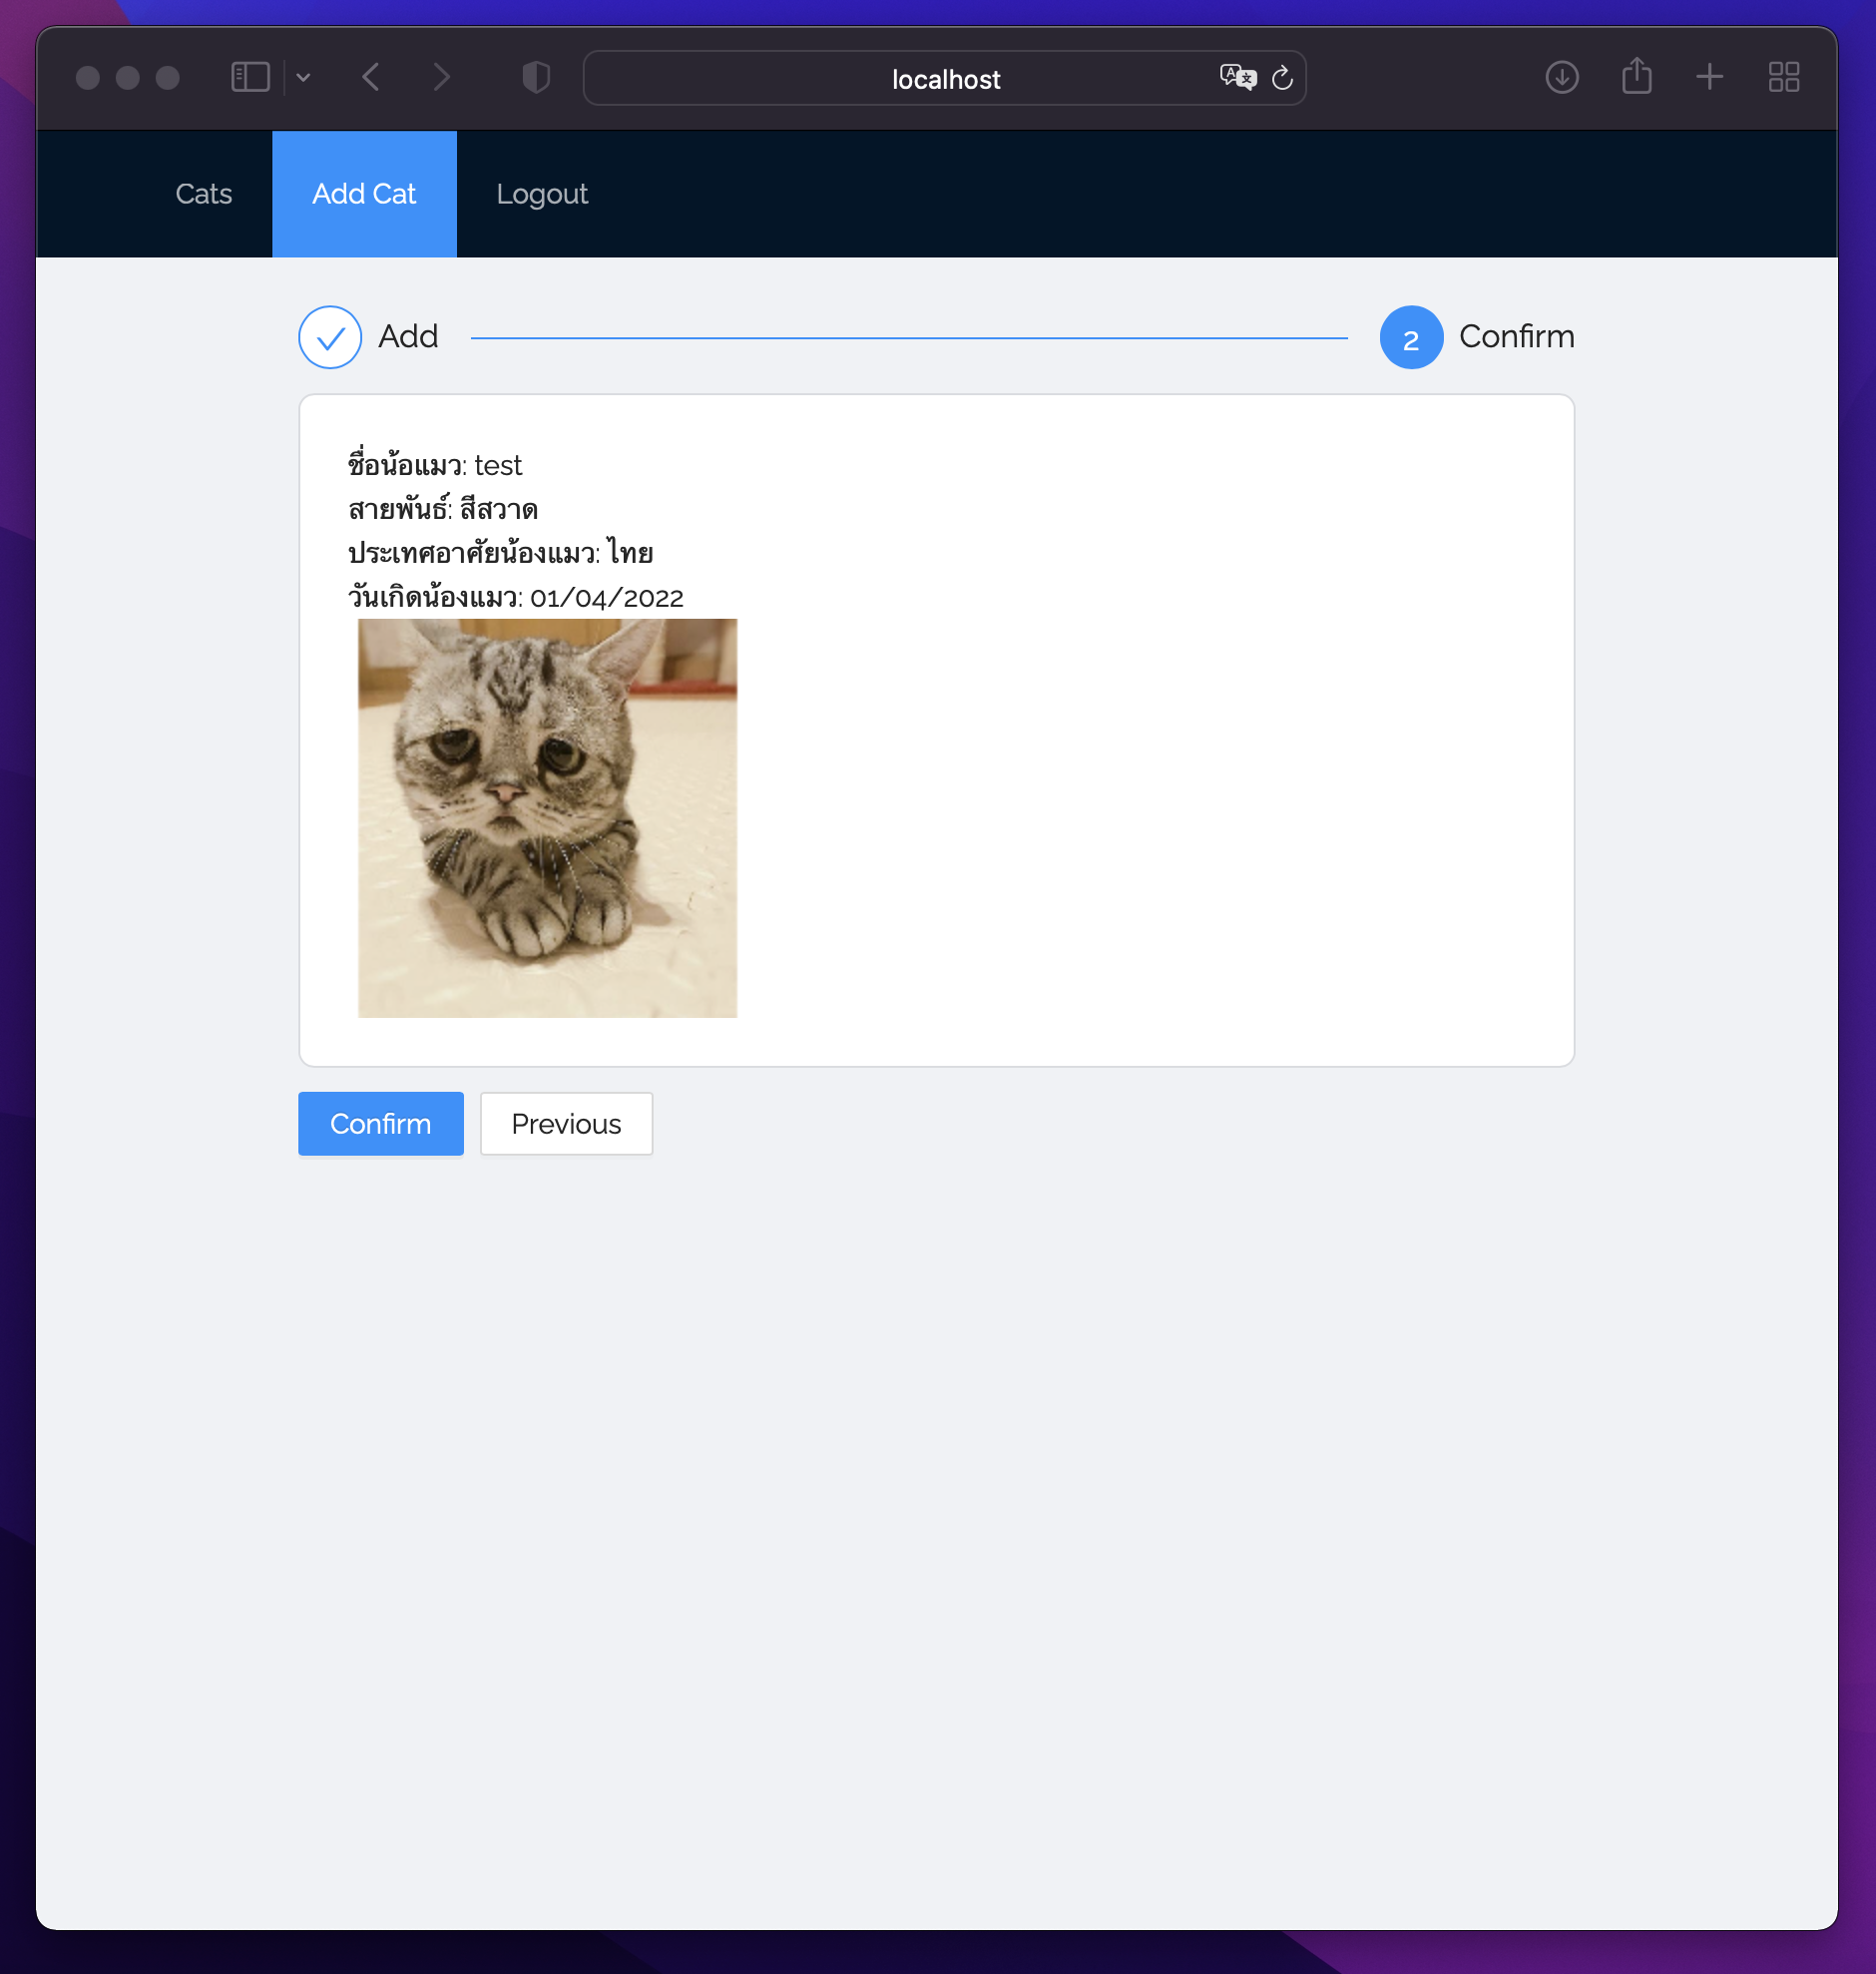 localhost
Cats Add Cat Logout
Add 2 Confirm
ชื่อน้อแมว: test
สายพันธ์: สีสวาด
ประเทศอาศัยน้องแมว: ไทย
วันเกิดน้องแมว: 01/04/2022
Confirm Previous